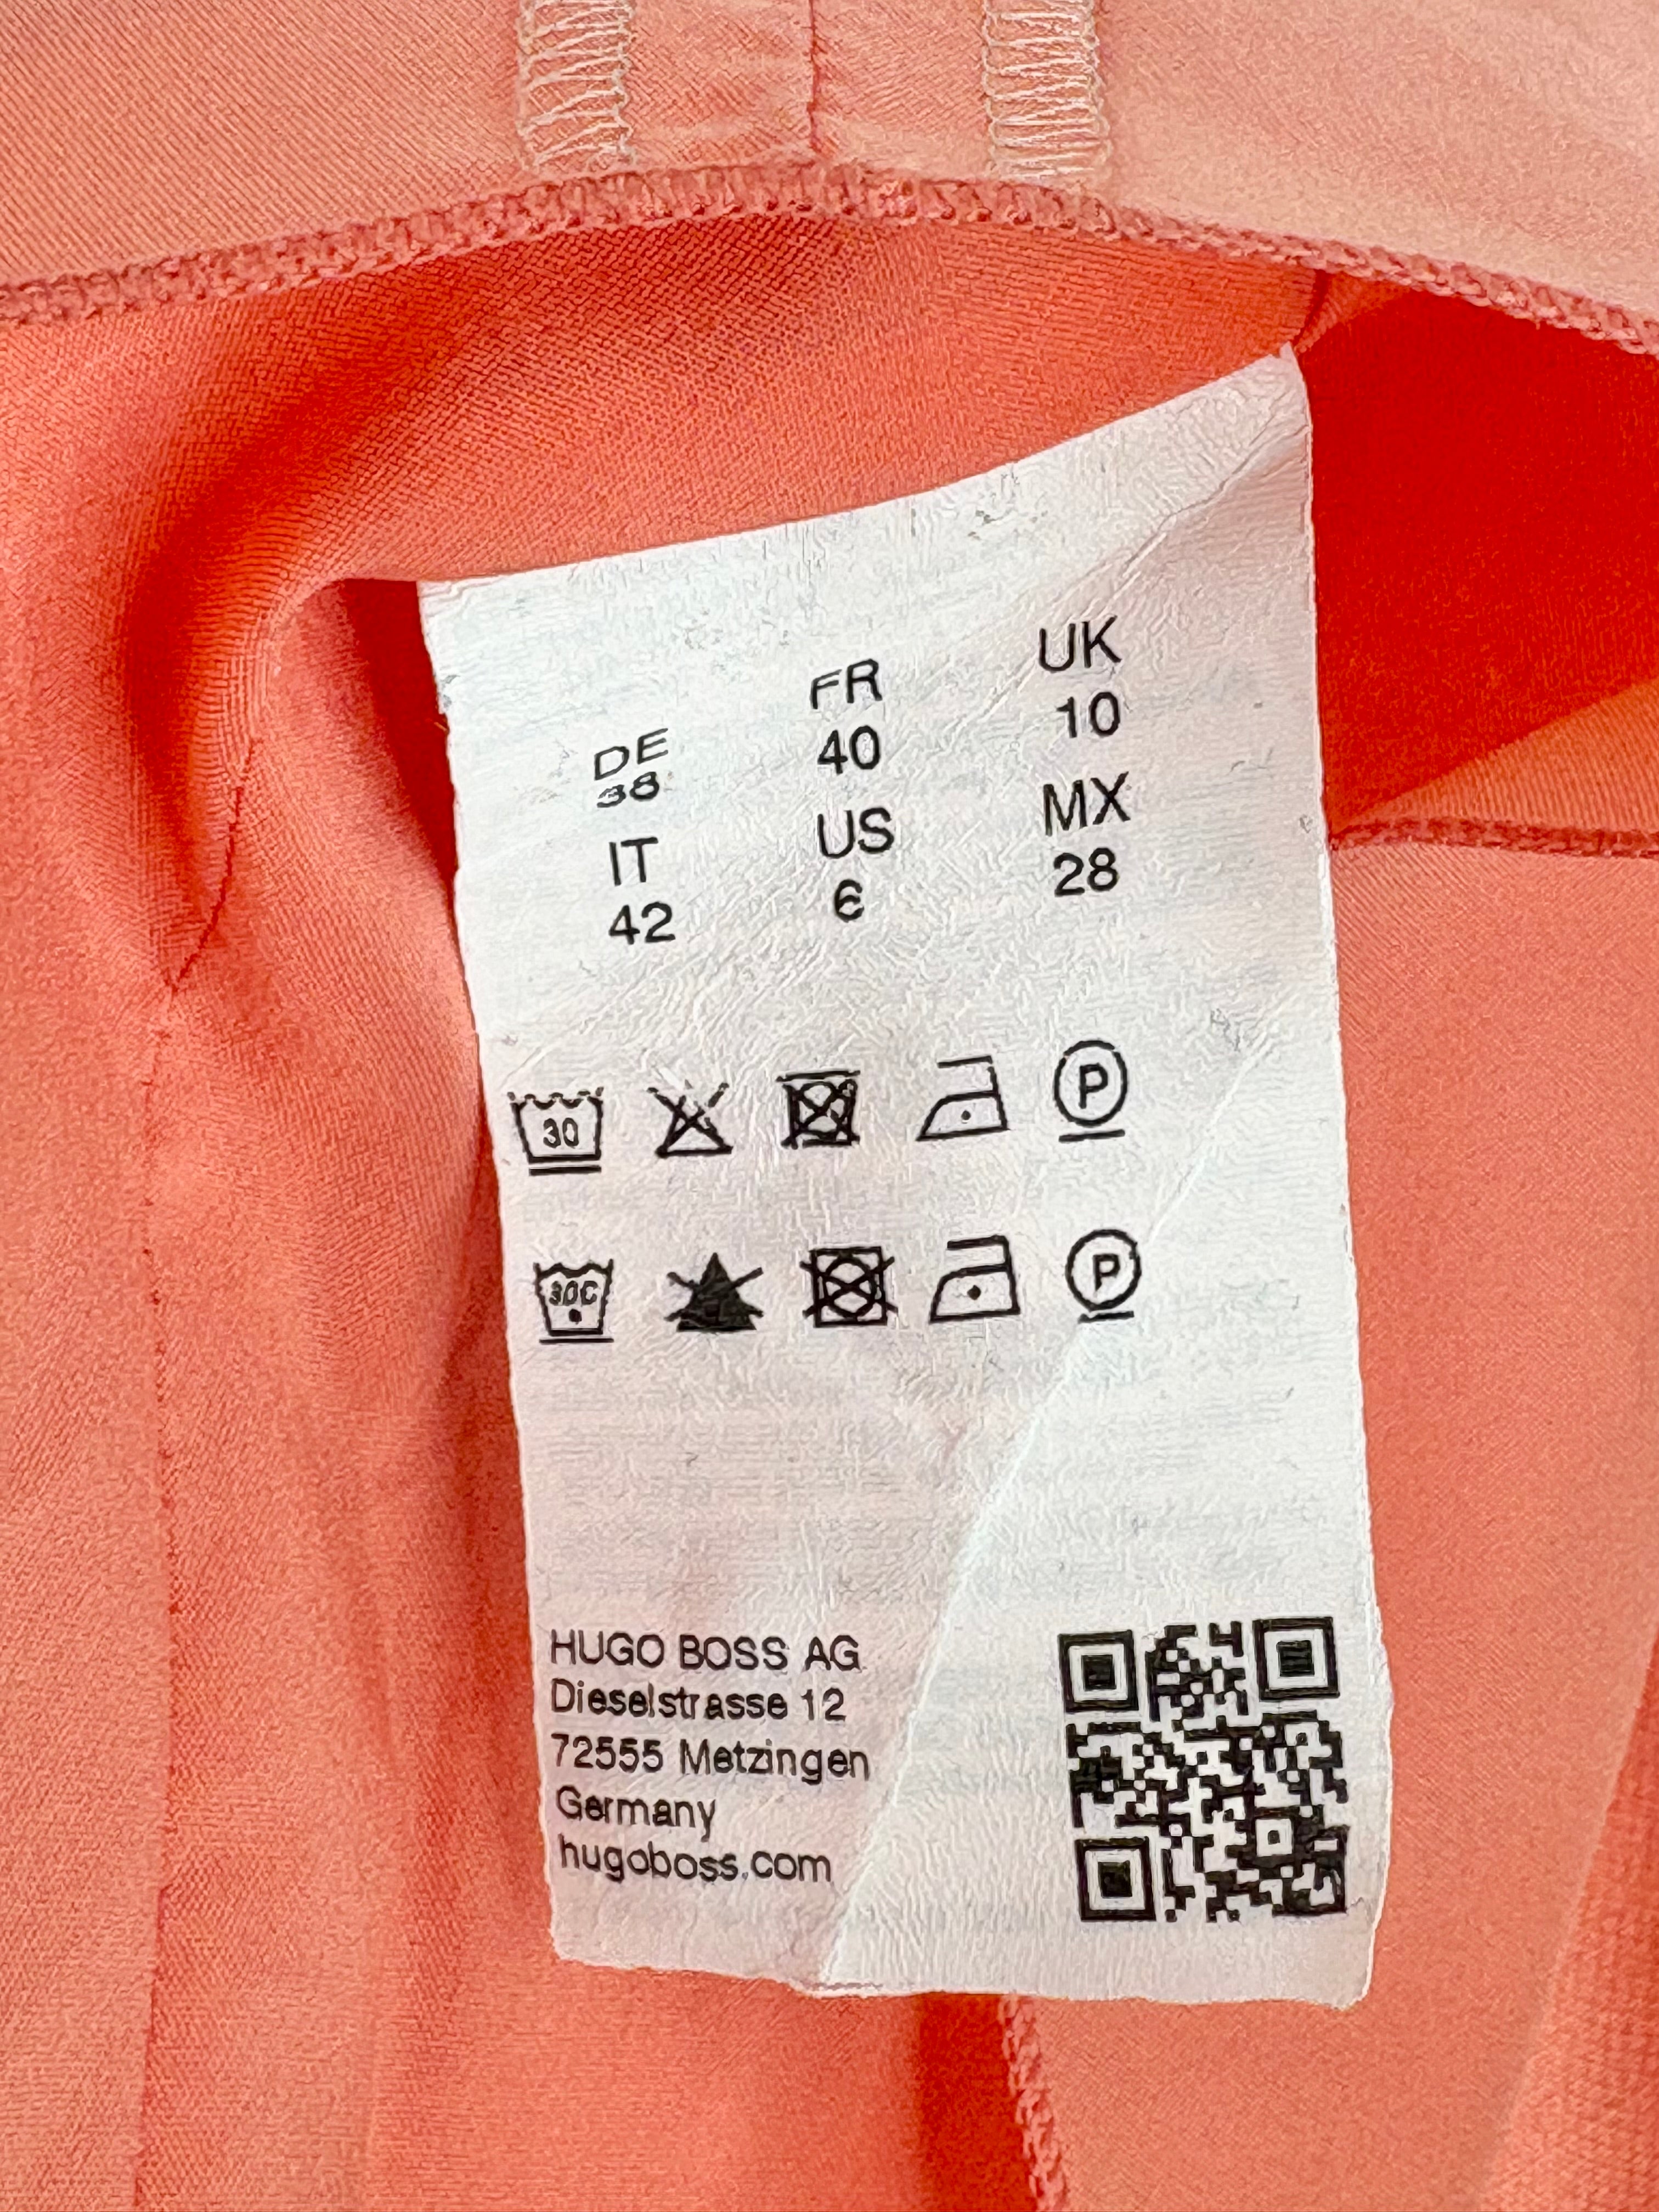 DE FR UK
38 40 10
IT US MX
42 6 28
30 P
30C P
HUGO BOSS AG
Dieselstrasse 12
72555 Metzingen
Germany
hugoboss.com